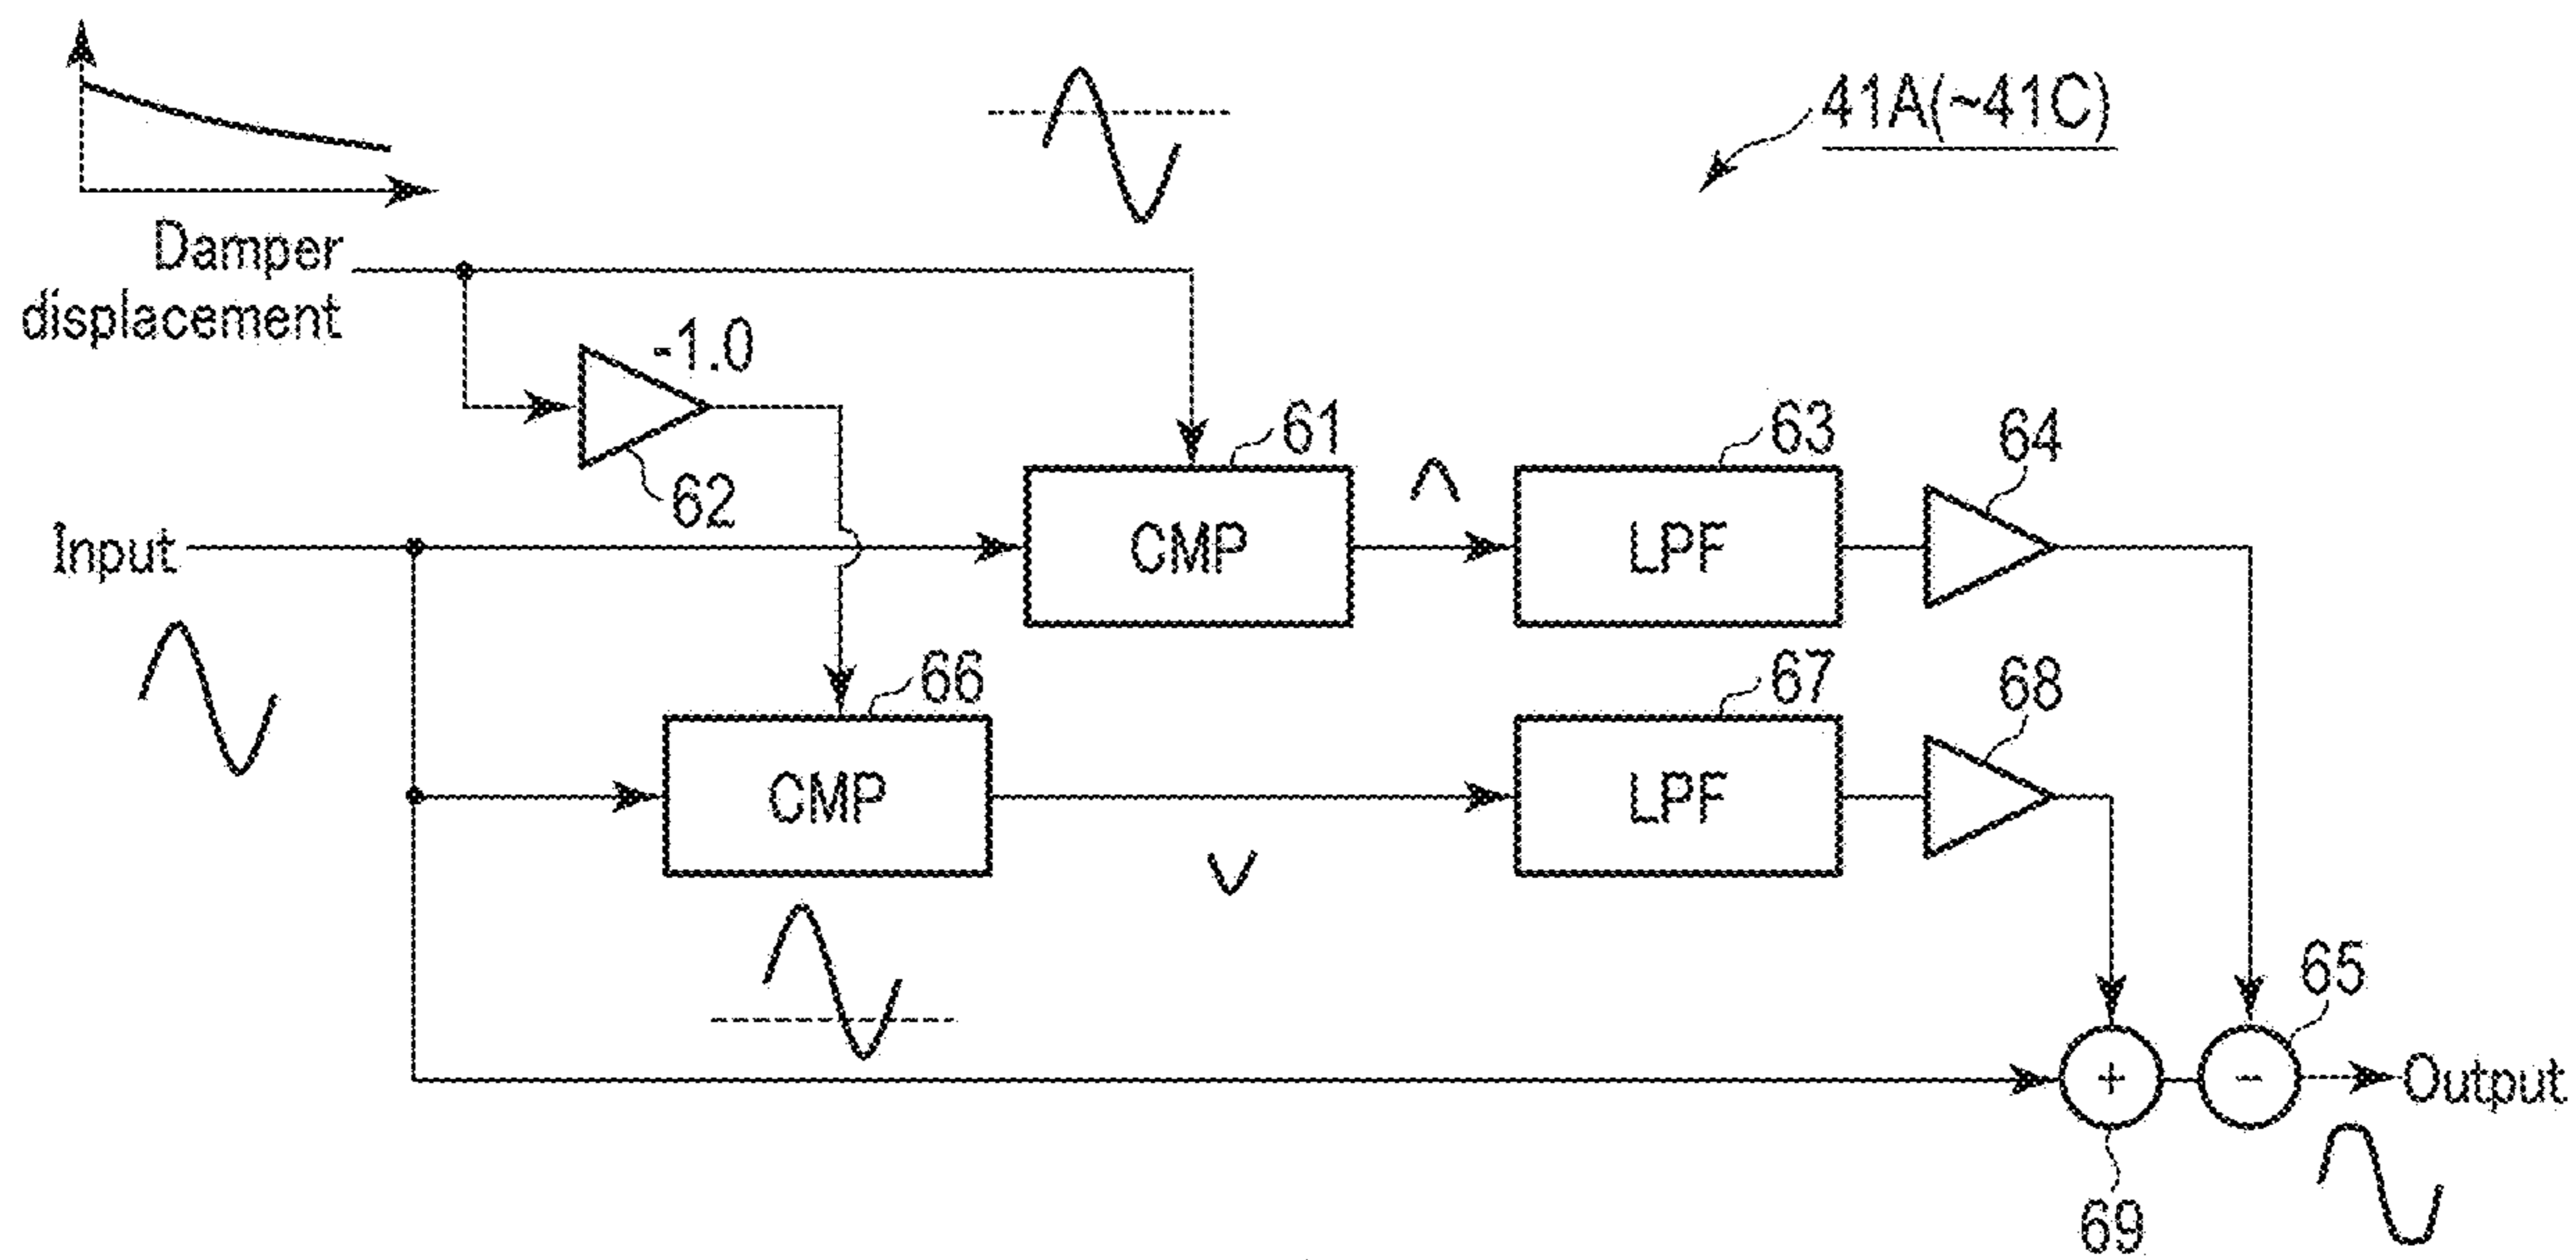 41A(~41C)
Damper
displacement
-1.0
62
61
63
64
Input
CMP
LPF
66
67
68
CMP
LPF
65
+
-
Output
69